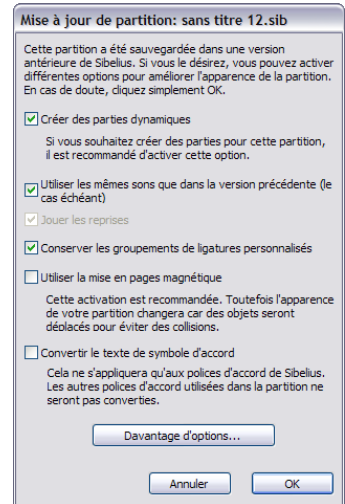 Mise à jour de partition: sans titre 12.sib
Cette partition a été sauvegardée dans une version
antérieure de Sibelius. Si vous le désirez, vous pouvez activer
différentes options pour améliorer l'apparence de la partition.
En cas de doute, cliquez simplement OK.
Créer des parties dynamiques
Si vous souhaitez créer des parties pour cette partition,
il est recommandé d'activer cette option.
Utiliser les mêmes sons que dans la version précédente (le
cas échéant)
Jouer les reprises
Conserver les groupements de ligatures personnalisés
Utiliser la mise en pages magnétique
Cette activation est recommandée. Toutefois l'apparence
de votre partition changera car des objets seront
déplacés pour éviter des collisions.
Convertir le texte de symbole d'accord
Cela ne s'appliquera qu'aux polices d'accord de Sibelius.
Les autres polices d'accord utilisées dans la partition ne
seront pas converties.
Davantage d'options...
Annuler
OK